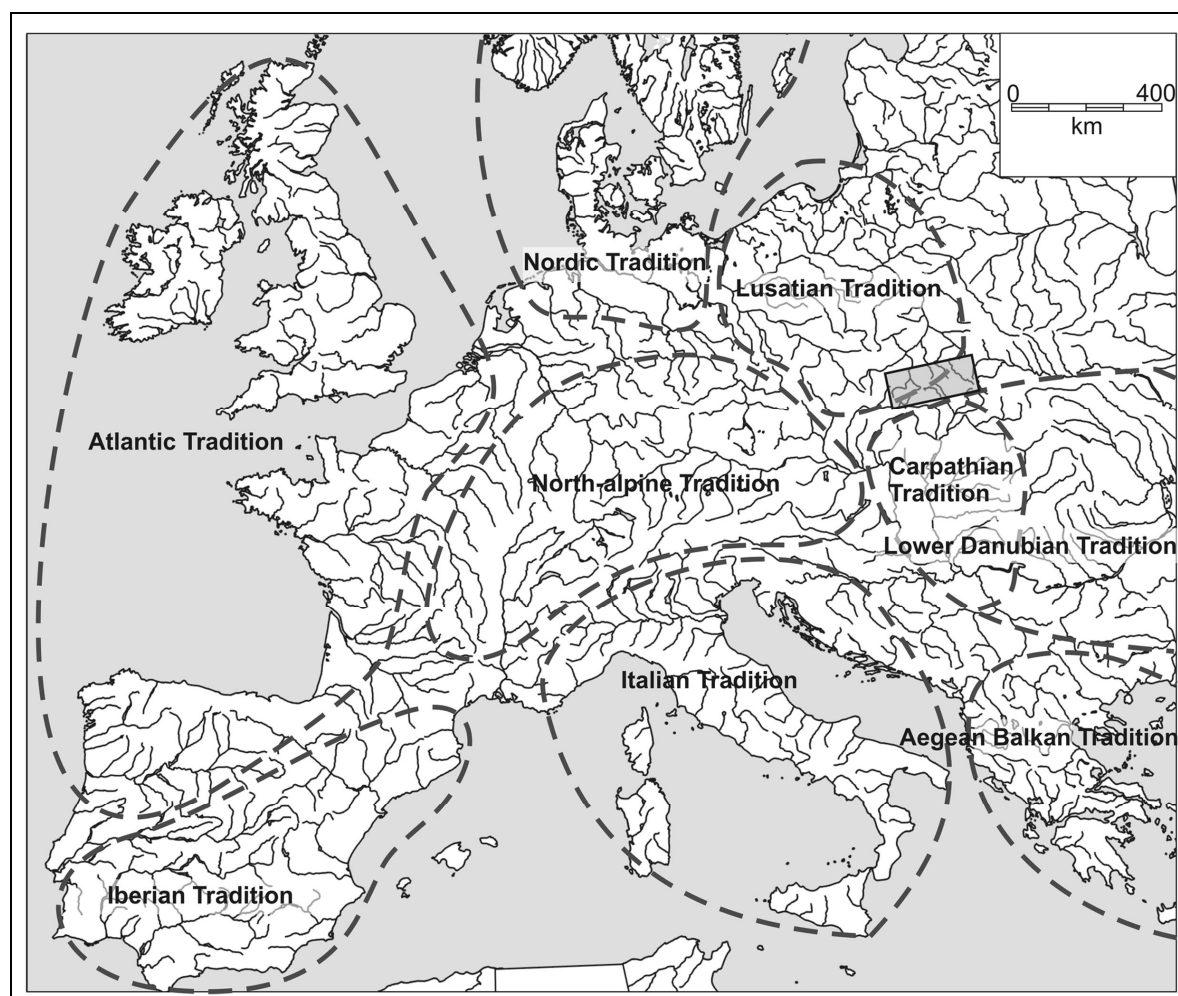 0 400
km
Nordic Tradition
Lusatian Tradition
Atlantic Tradition
North-alpine Tradition
Carpathian
Tradition
Lower Danubian Tradition
Italian Tradition
Aegean Balkan Tradition
Iberian Tradition